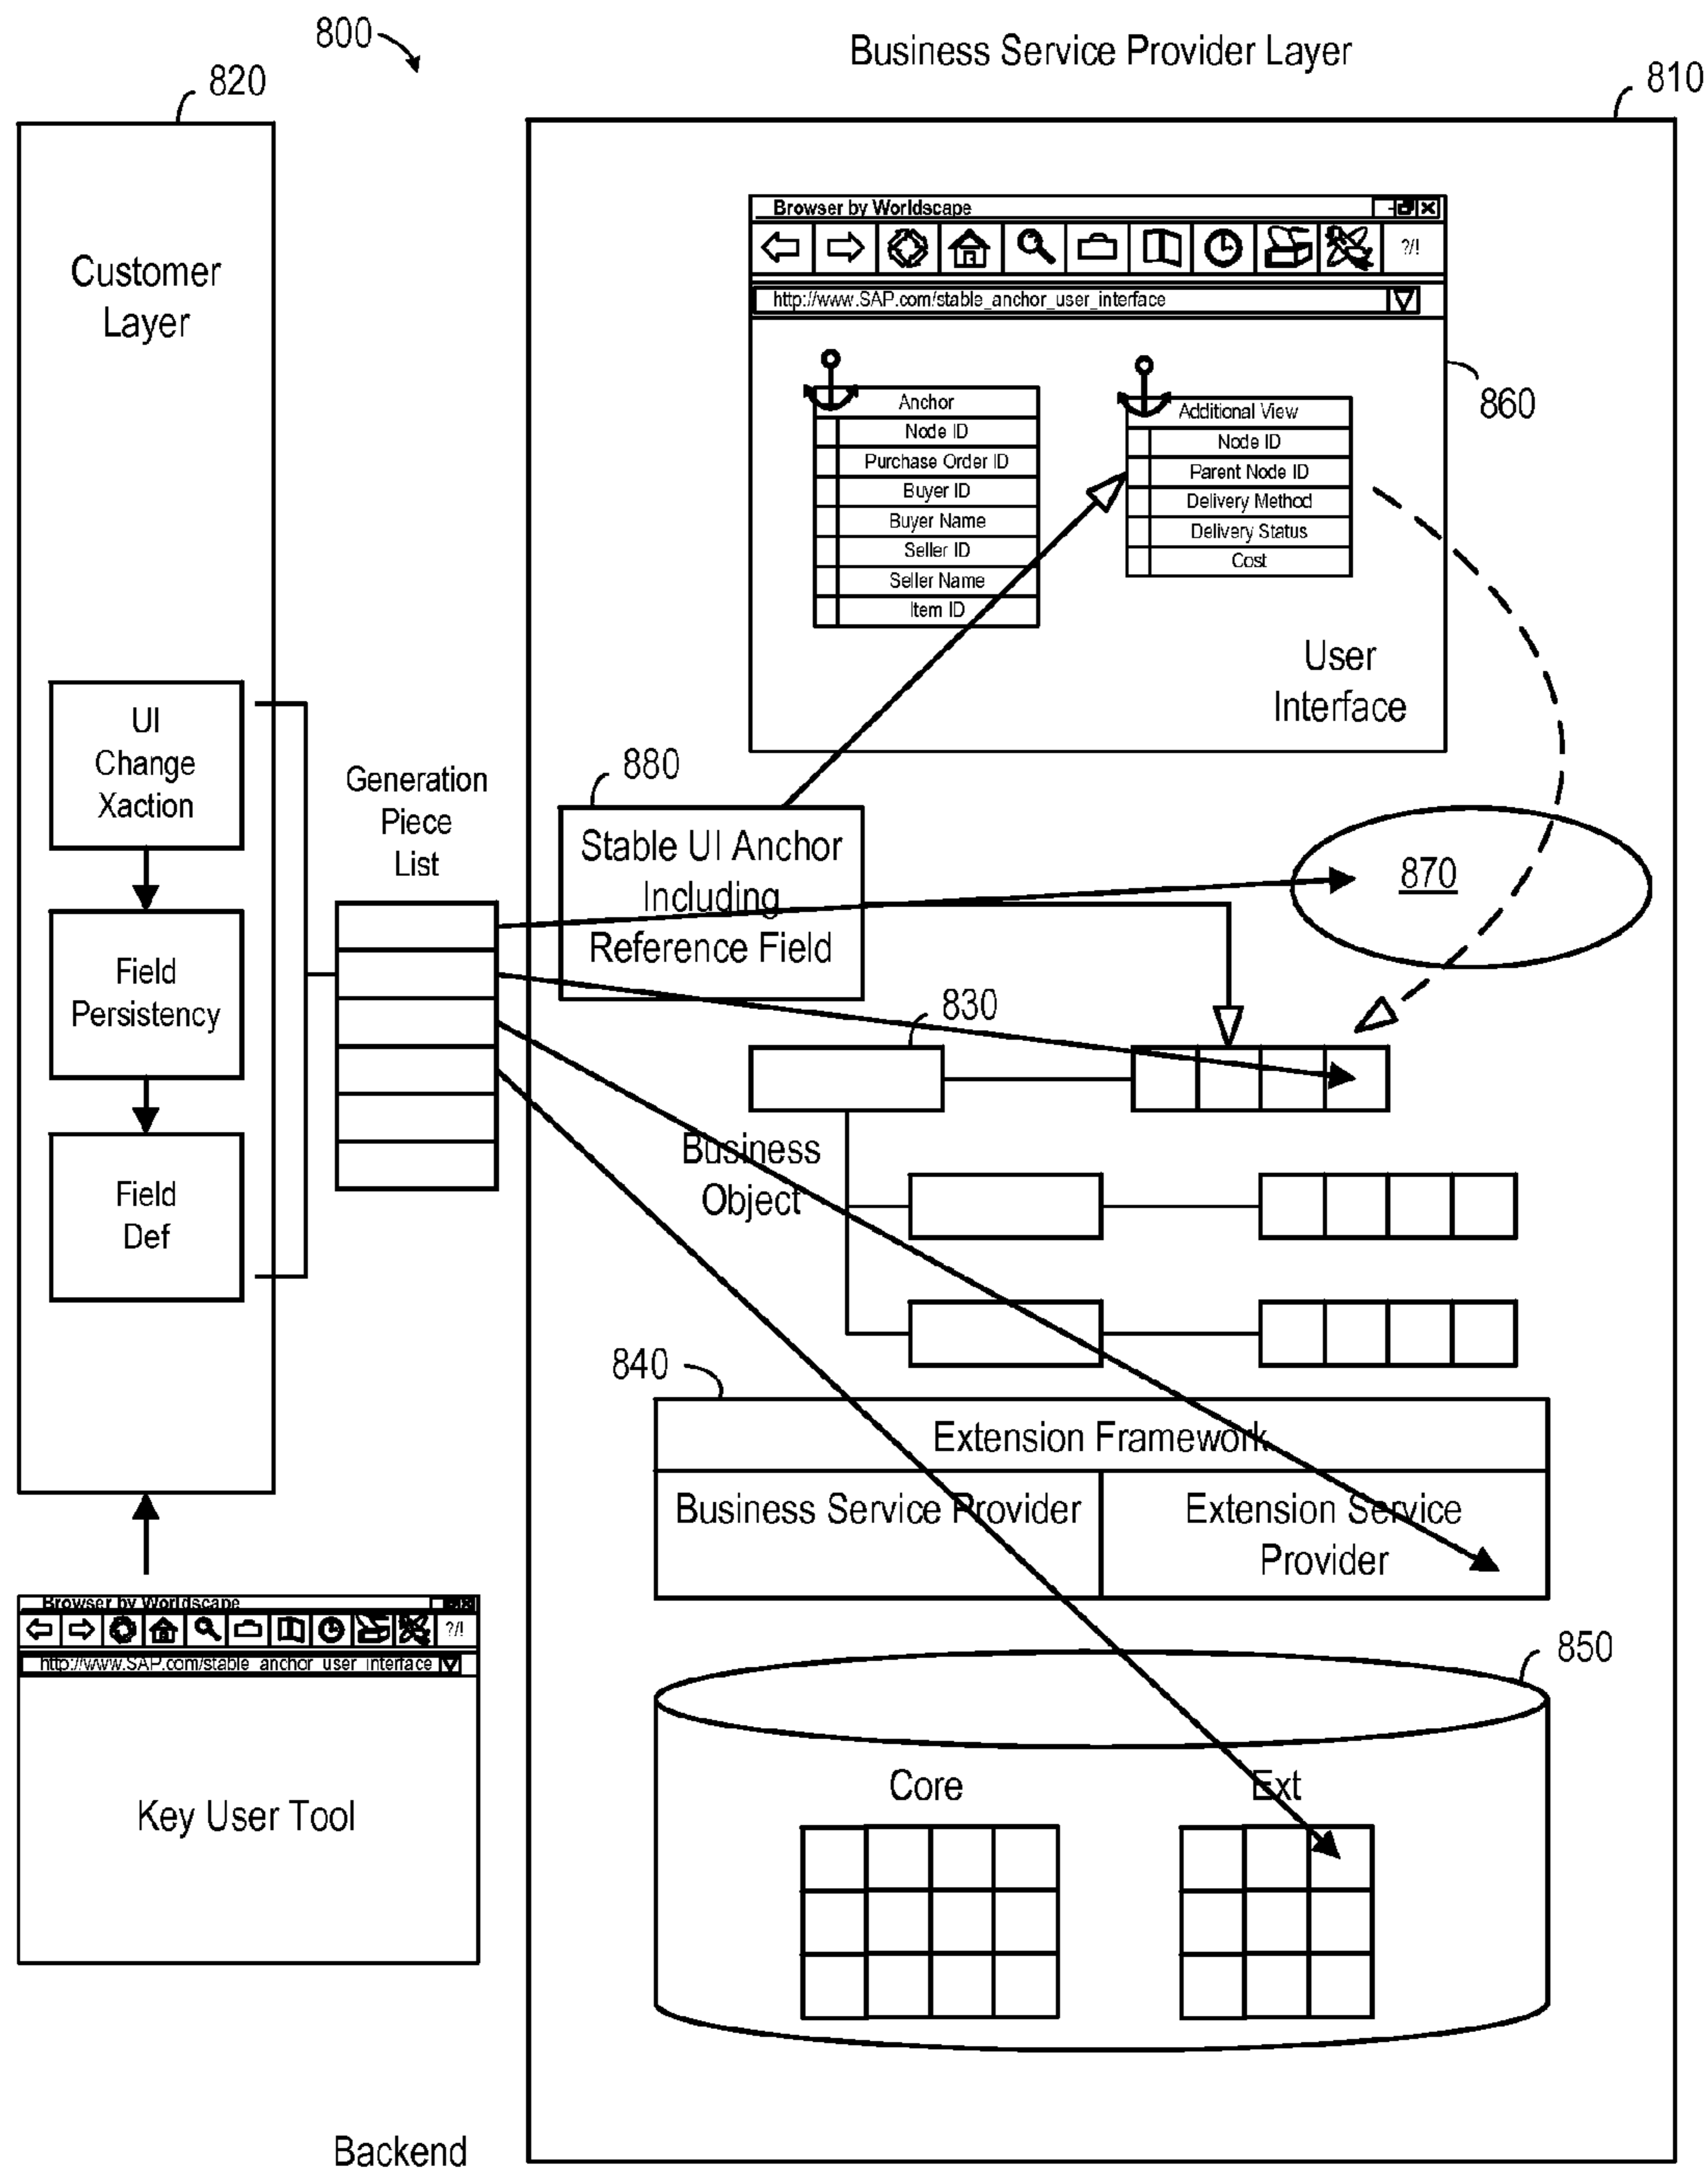 800
Business Service Provider Layer
820
810
Customer
Layer
Browser by Worldscape
?/!
http://www.SAP.com/stable_anchor_user_interface
860
Anchor
Node ID
Purchase Order ID
Buyer ID
Buyer Name
Seller ID
Seller Name
Item ID
Additional View
Node ID
Parent Node ID
Delivery Method
Delivery Status
Cost
User
Interface
UI
Change
Xaction
Field
Persistency
Field
Def
Generation
Piece
List
880
Stable UI Anchor
Including
Reference Field
870
830
Business
Object
840
Extension Framework
Business Service Provider
Extension Service
Provider
Browser by Worldscape
?/!
http://www.SAP.com/stable_anchor_user_interface
Key User Tool
850
Core
Ext
Backend